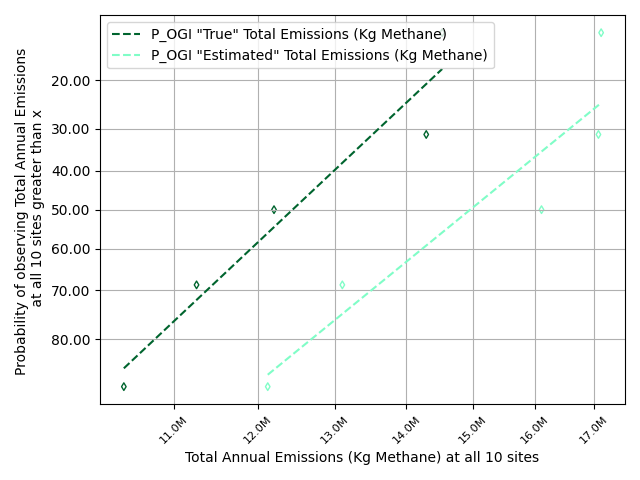 P_OGI "True" Total Emissions (Kg Methane)
P_OGI "Estimated" Total Emissions (Kg Methane)
Probability of observing Total Annual Emissions
at all 10 sites greater than x
20.00
30.00
40.00
50.00
60.00
70.00
80.00
11.0M
12.0M
13.0M
14.0M
15.0M
16.0M
17.0M
Total Annual Emissions (Kg Methane) at all 10 sites